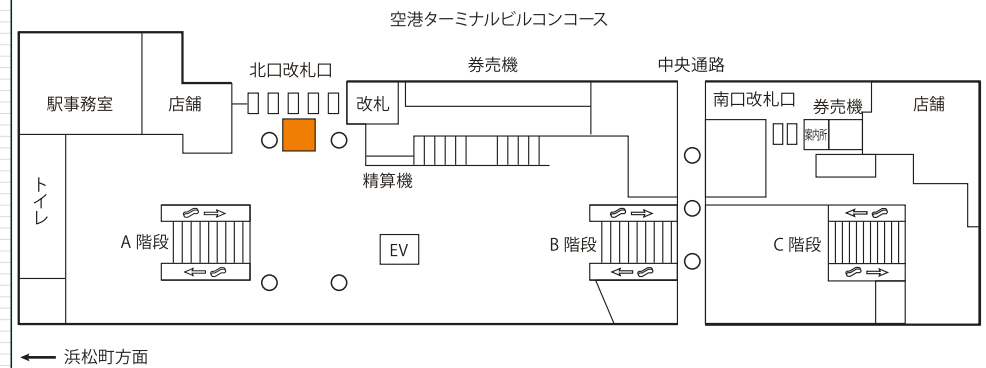 空港ターミナルビルコンコース
北口改札口
券売機
中央通路
駅事務室
店舗
改札
南口改札口
券売機
店舗
案内所
精算機
トイレ
A 階段
EV
B 階段
C 階段
浜松町方面